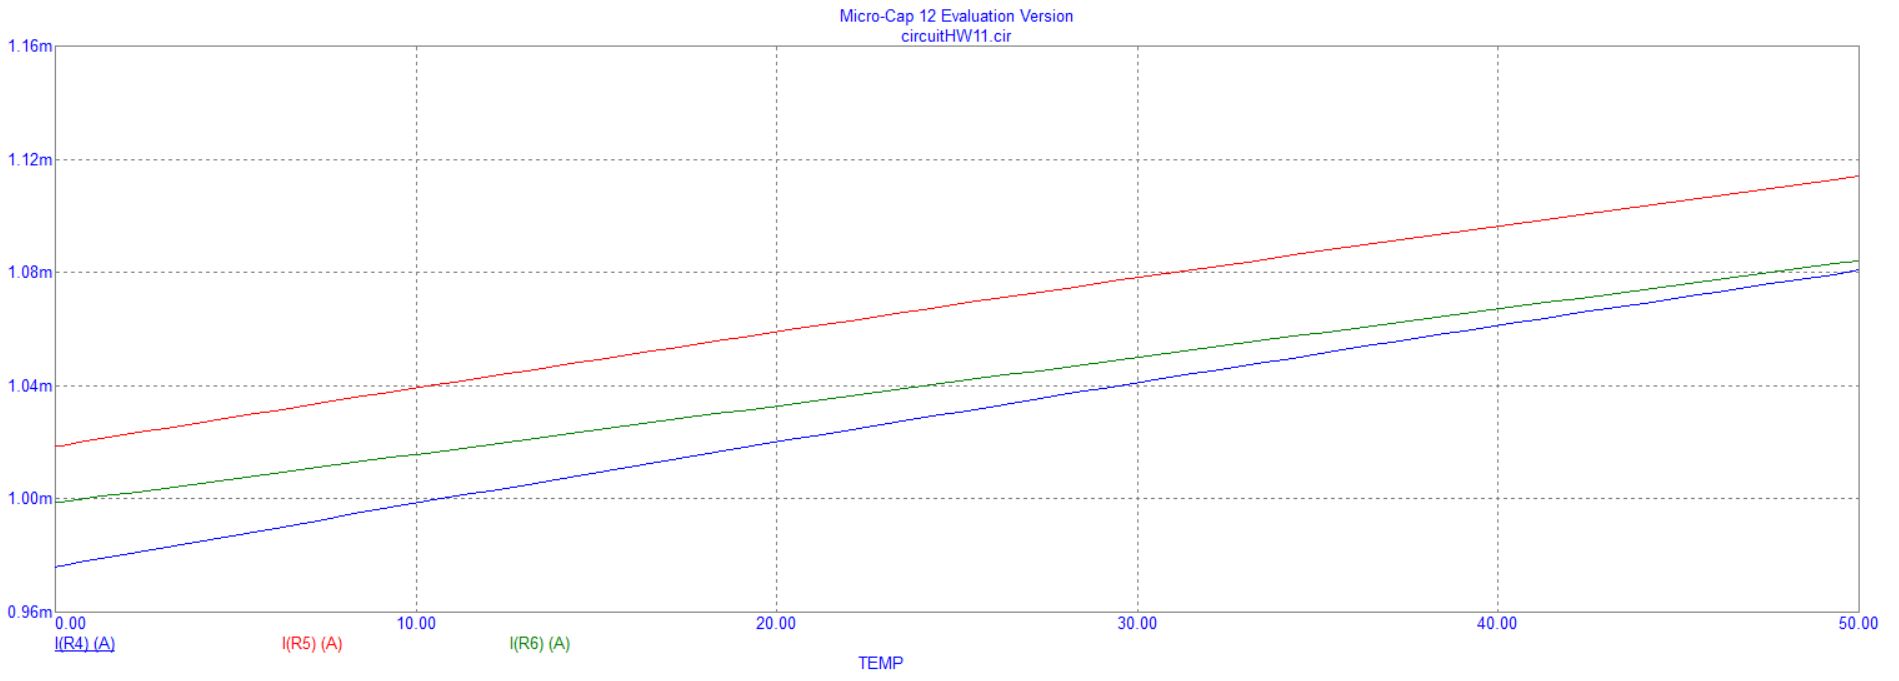 Micro-Cap 12 Evaluation Version
circuitHW11.cir
1.16m
1.12m
1.08m
1.04m
1.00m
0.96m
0.00 10.00 20.00 30.00 40.00 50.00
I(R4) (A) I(R5) (A) I(R6) (A)
TEMP